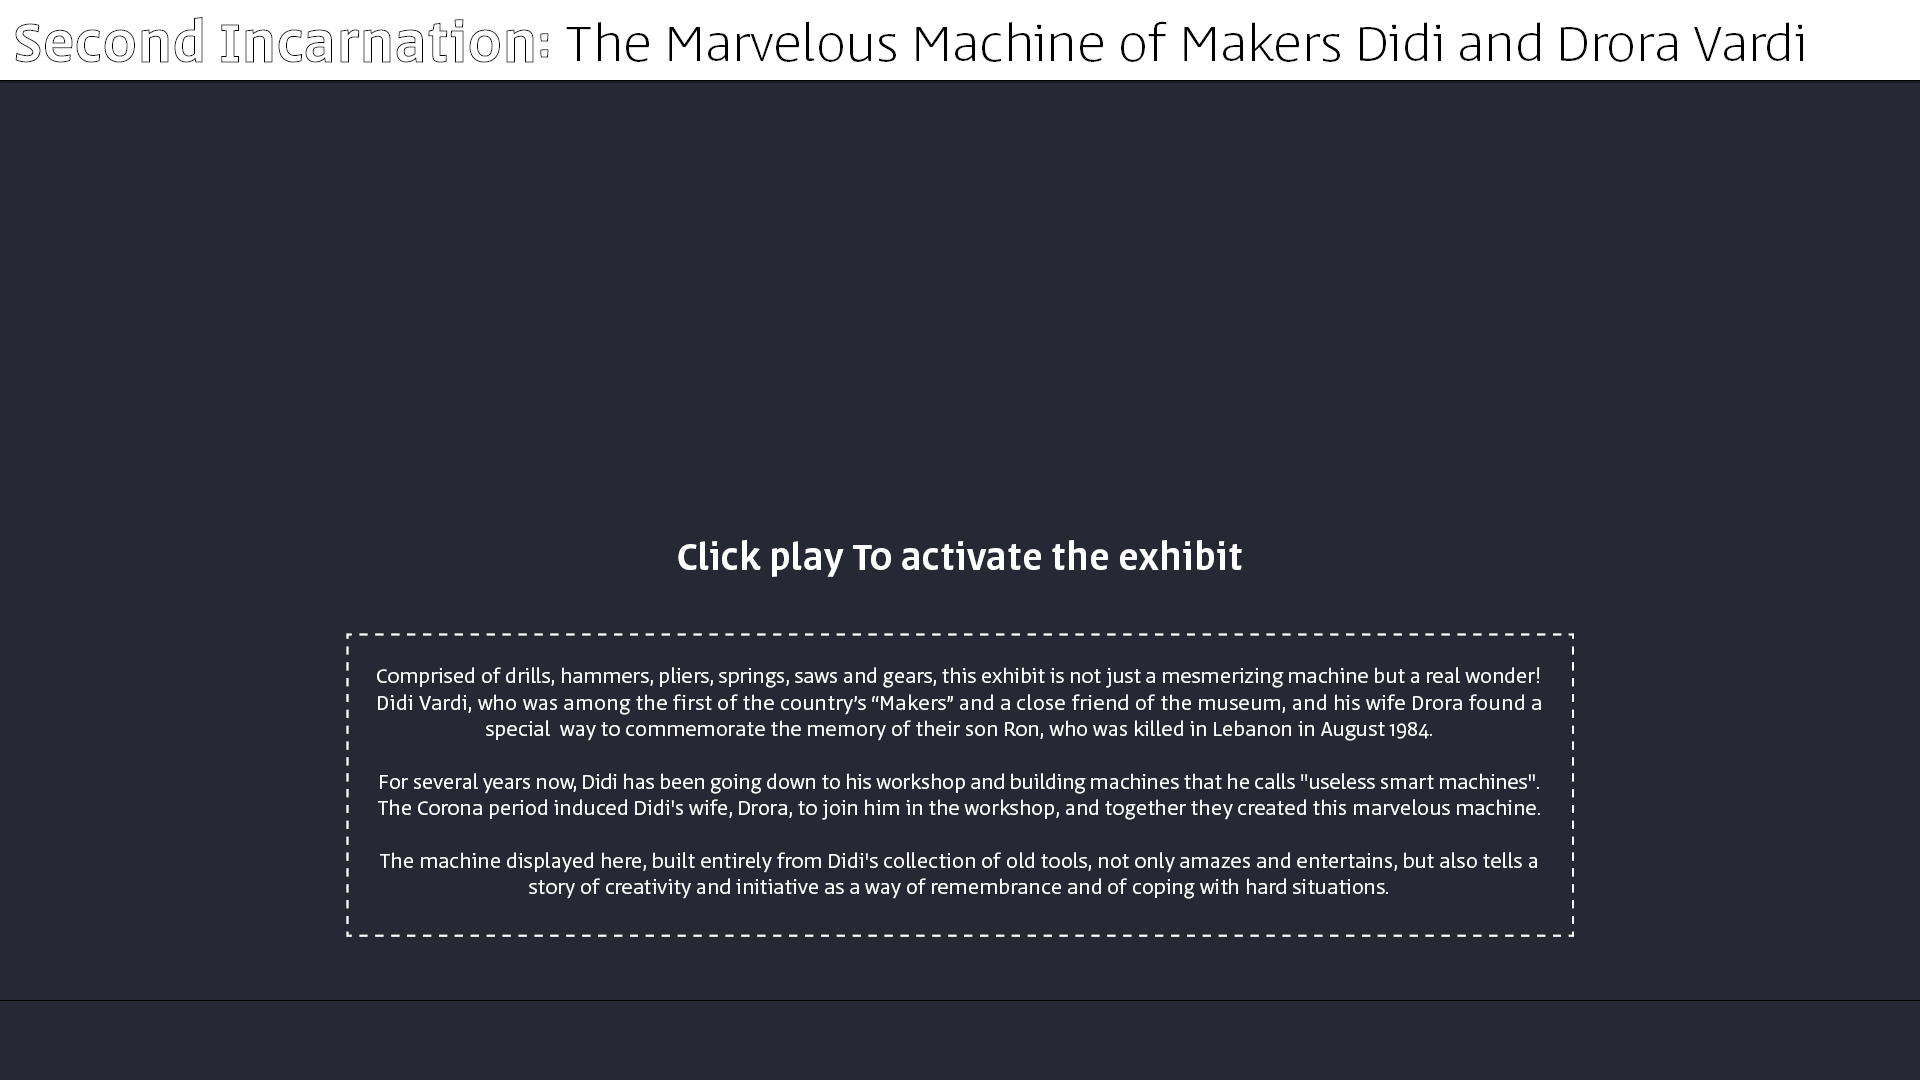 Second Incarnation: The Marvelous Machine of Makers Didi and Drora Vardi
Click play To activate the exhibit
Comprised of drills, hammers, pliers, springs, saws and gears, this exhibit is not just a mesmerizing machine but a real wonder!
Didi Vardi, who was among the first of the country’s “Makers” and a close friend of the museum, and his wife Drora found a
special  way to commemorate the memory of their son Ron, who was killed in Lebanon in August 1984.
For several years now, Didi has been going down to his workshop and building machines that he calls "useless smart machines".
The Corona period induced Didi's wife, Drora, to join him in the workshop, and together they created this marvelous machine.
The machine displayed here, built entirely from Didi's collection of old tools, not only amazes and entertains, but also tells a
story of creativity and initiative as a way of remembrance and of coping with hard situations.